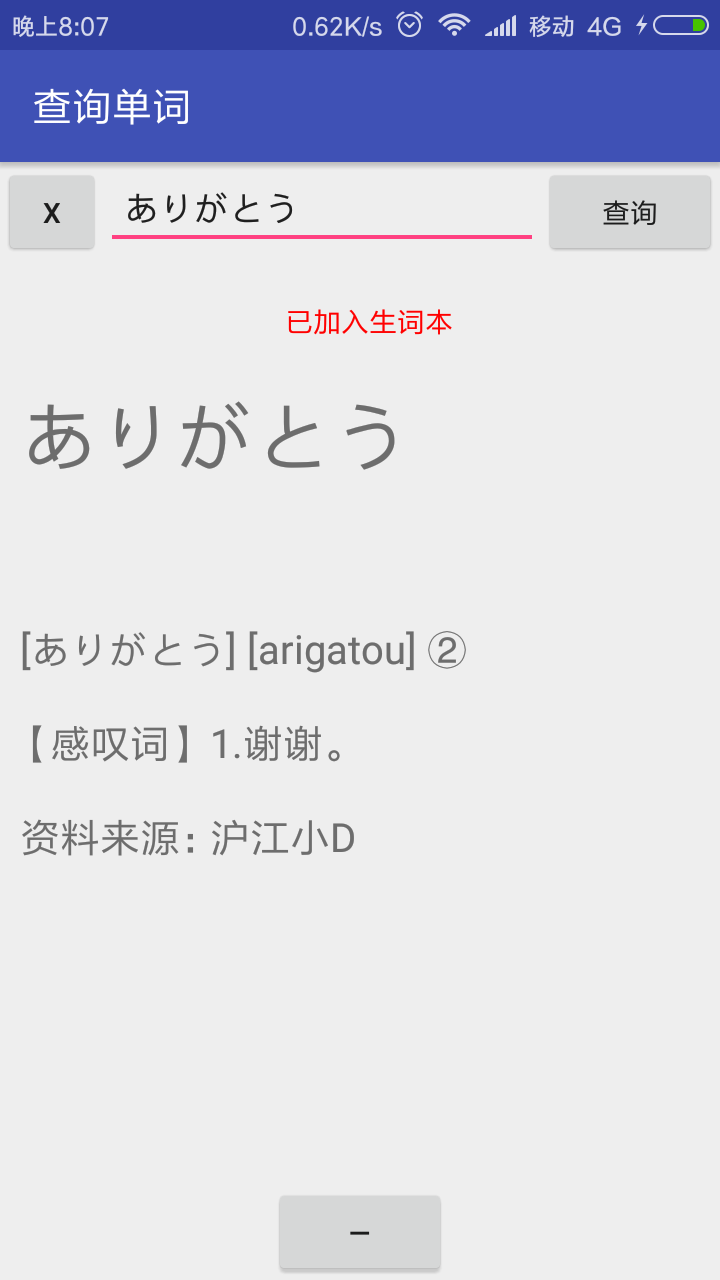 晚上8:07 0.62K/s 移动 4G
查询单词
X ありがとう 查询
已加入生词本
ありがとう
[ありがとう] [arigatou] ②
【感叹词】1.谢谢。
资料来源：沪江小D
–